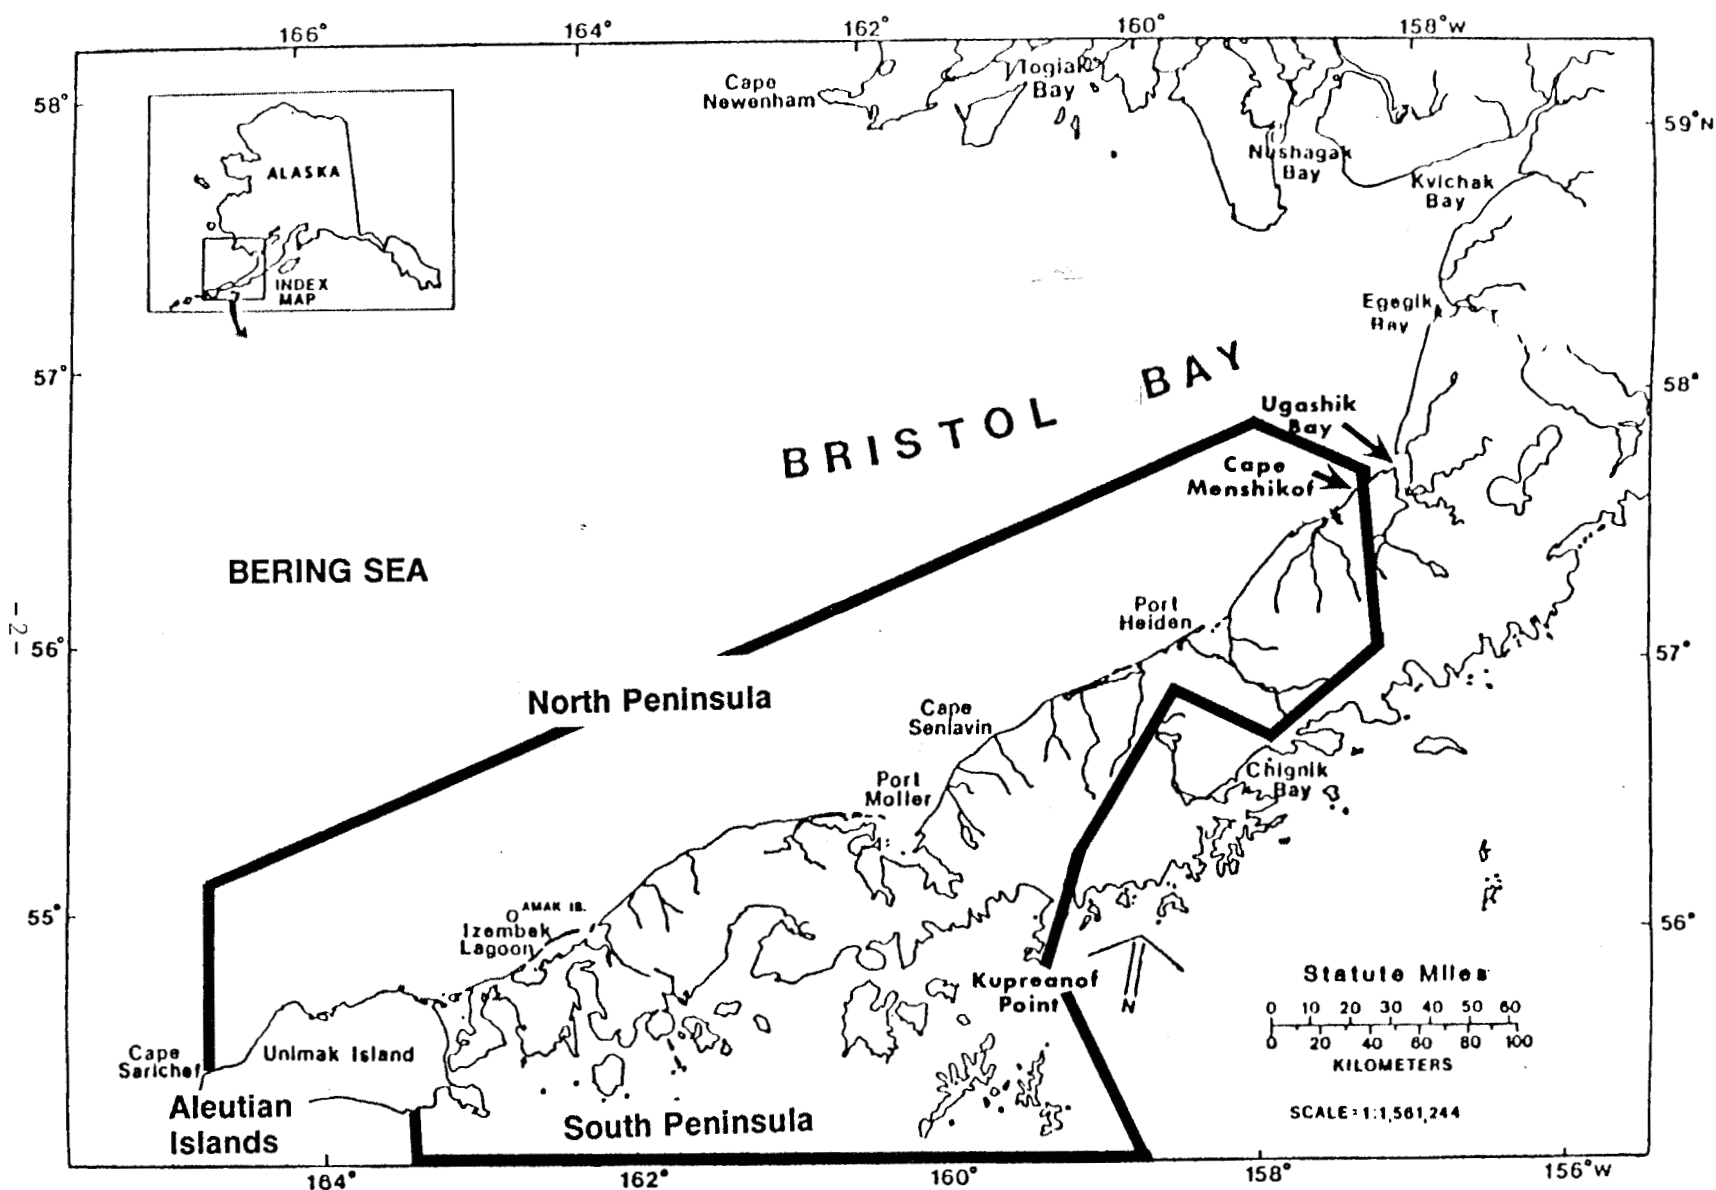 166°
164°
162°
160°
158°W
58°
57°
56°
55°
59°N
58°
57°
56°
164°
162°
160°
158°
156°W
-2-
ALASKA
INDEX
MAP
Cape
Newenham
Togiak
Bay
Nushagak
Bay
Kvichak
Bay
Egegik
Bay
BRISTOL BAY
Ugashik
Bay
Cape
Menshikof
BERING SEA
Port
Heiden
North Peninsula
Cape
Senlavin
Port
Moller
Chignik
Bay
AMAK IS.
Izembek
Lagoon
Kupreanof
Point
N
Statute Miles
0 10 20 30 40 50 60
0 20 40 60 80 100
KILOMETERS
SCALE=1:1,561,244
Cape
Sarichef
Unimak Island
Aleutian
Islands
South Peninsula